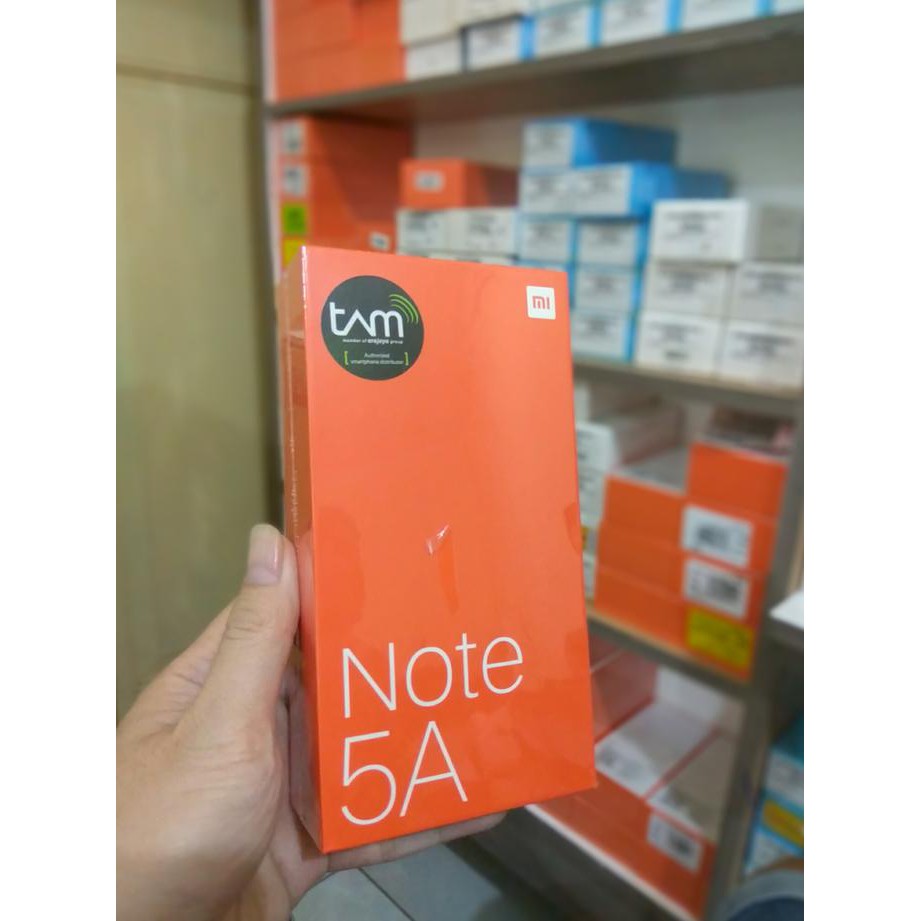 tam
member of erajaya group
[ Authorized
smartphone distributor ]
mi
Note
5A